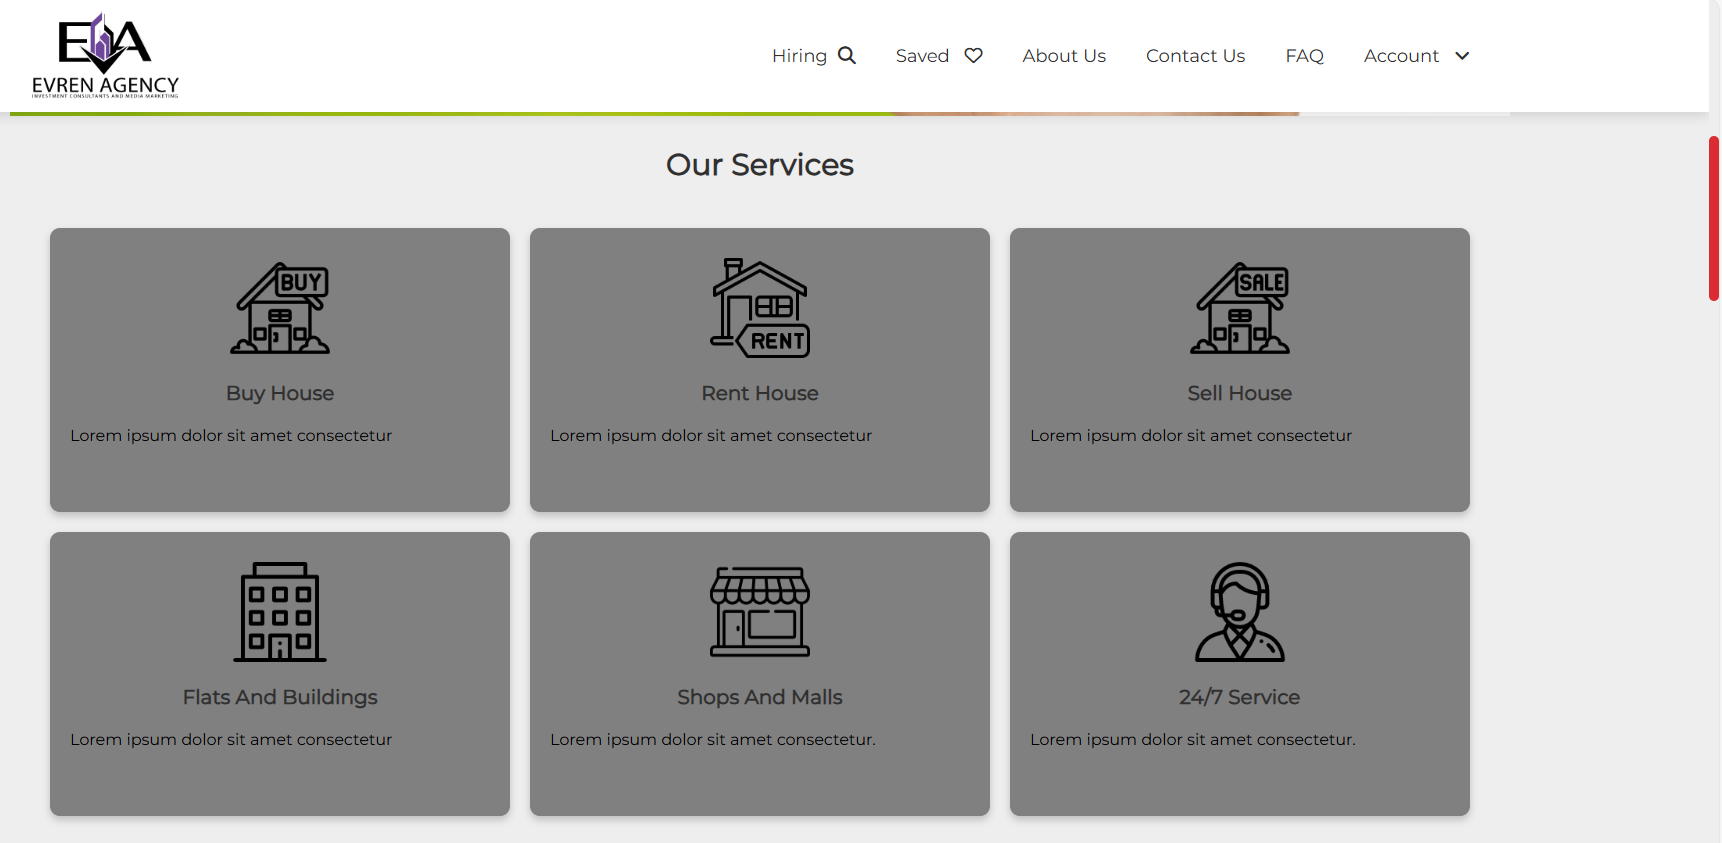 EVREN AGENCY
INVESTMENT CONSULTANTS AND MEDIA MARKETING
Hiring Saved About Us Contact Us FAQ Account
Our Services
BUY
Buy House
Lorem ipsum dolor sit amet consectetur
RENT
Rent House
Lorem ipsum dolor sit amet consectetur
SALE
Sell House
Lorem ipsum dolor sit amet consectetur
Flats And Buildings
Lorem ipsum dolor sit amet consectetur
Shops And Malls
Lorem ipsum dolor sit amet consectetur.
24/7 Service
Lorem ipsum dolor sit amet consectetur.